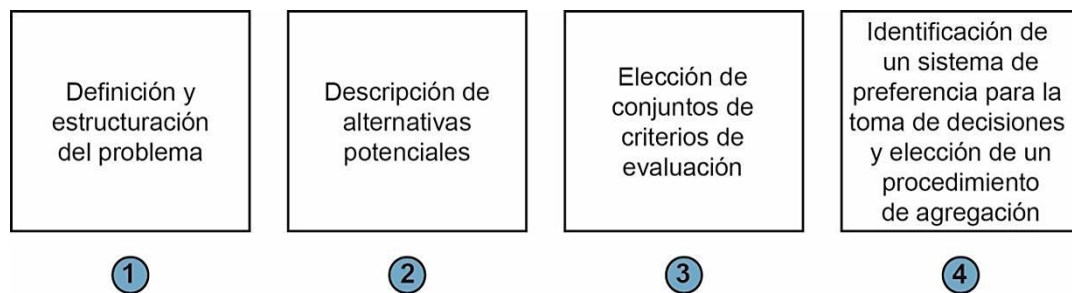 Definición y
estructuración
del problema
1
Descripción de
alternativas
potenciales
2
Elección de
conjuntos de
criterios de
evaluación
3
Identificación de
un sistema de
preferencia para la
toma de decisiones
y elección de un
procedimiento
de agregación
4